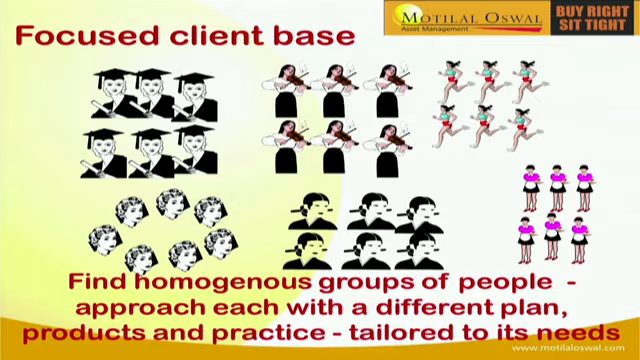 Focused client base
MOTILAL OSWAL
Asset Management
BUY RIGHT
SIT TIGHT
Find homogenous groups of people -
approach each with a different plan,
products and practice - tailored to its needs
www.motilaloswal.com